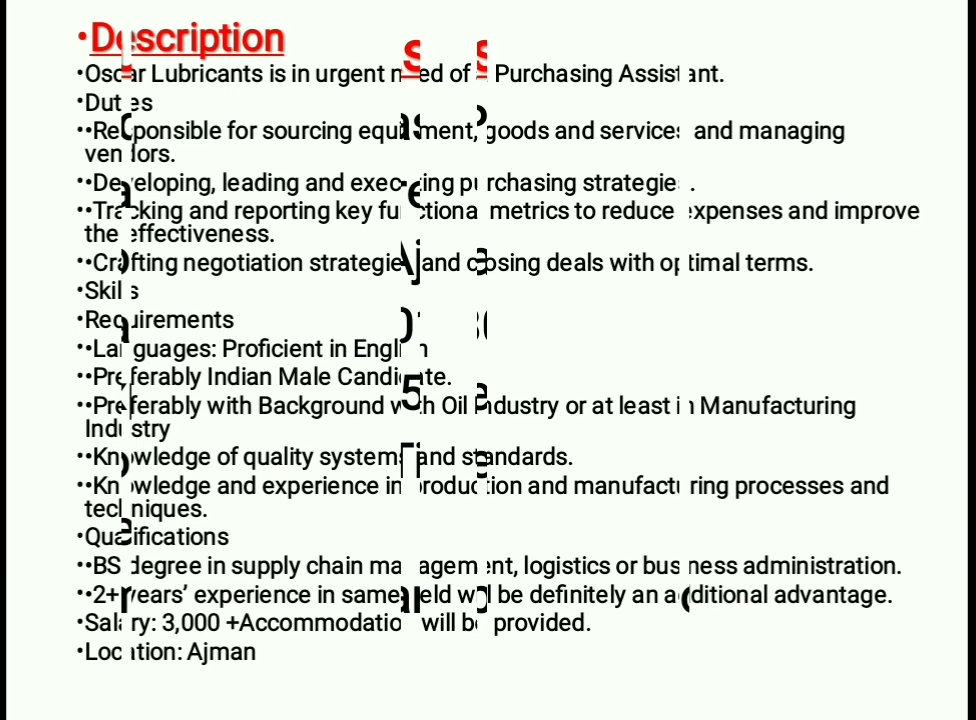 •Description
•Oscar Lubricants is in urgent need of Purchasing Assistant.
•Duties
••Responsible for sourcing equipment, goods and services and managing
vendors.
••Developing, leading and executing purchasing strategies.
••Tracking and reporting key functional metrics to reduce expenses and improve
the effectiveness.
••Crafting negotiation strategies and closing deals with optimal terms.
•Skills
•Requirements
••Languages: Proficient in English
••Preferably Indian Male Candidate.
••Preferably with Background with Oil Industry or at least in Manufacturing
Industry
••Knowledge of quality systems and standards.
••Knowledge and experience in production and manufacturing processes and
techniques.
•Qualifications
••BS degree in supply chain management, logistics or business administration.
••2+ years’ experience in same field will be definitely an additional advantage.
•Salary: 3,000 +Accommodation will be provided.
•Location: Ajman